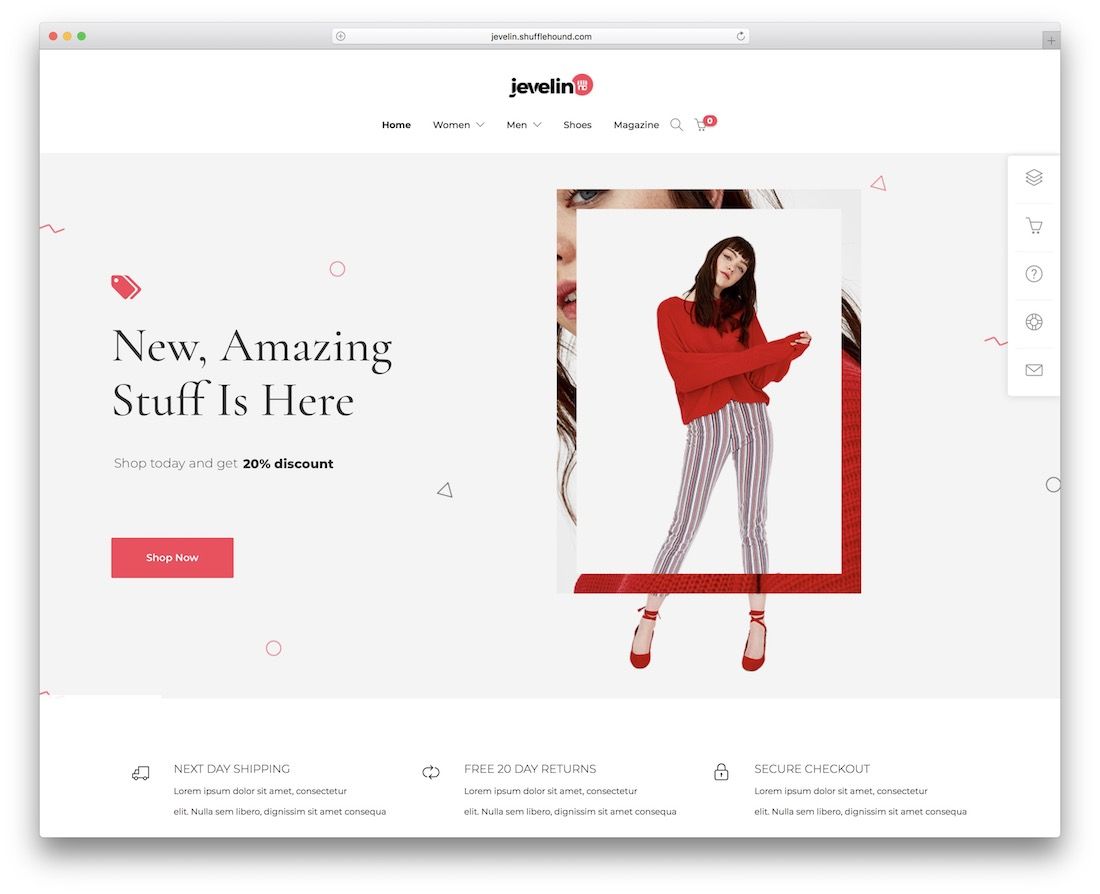 jevelin.shufflehound.com
jevelin
Home Women Men Shoes Magazine 0
New, Amazing
Stuff Is Here
Shop today and get 20% discount
Shop Now
NEXT DAY SHIPPING
Lorem ipsum dolor sit amet, consectetur
elit. Nulla sem libero, dignissim sit amet consequa
FREE 20 DAY RETURNS
Lorem ipsum dolor sit amet, consectetur
elit. Nulla sem libero, dignissim sit amet consequa
SECURE CHECKOUT
Lorem ipsum dolor sit amet, consectetur
elit. Nulla sem libero, dignissim sit amet consequa